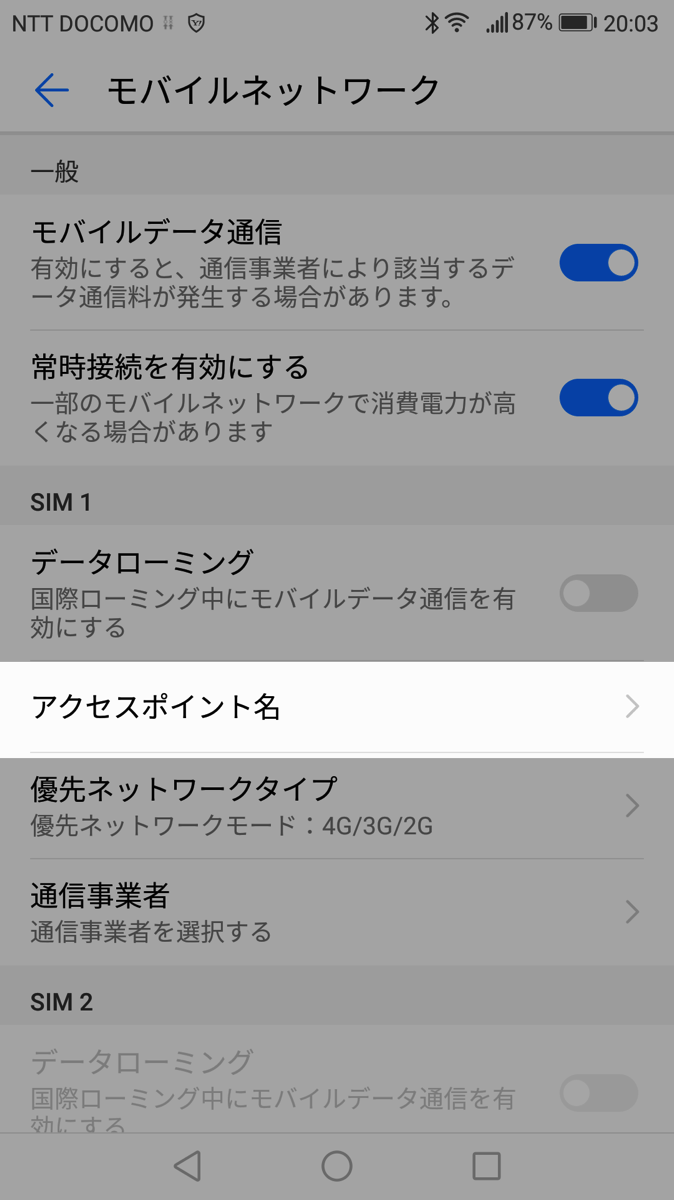 NTT DOCOMO 87% 20:03
モバイルネットワーク
一般
モバイルデータ通信
有効にすると、通信事業者により該当するデ
ータ通信料が発生する場合があります。
常時接続を有効にする
一部のモバイルネットワークで消費電力が高
くなる場合があります
SIM 1
データローミング
国際ローミング中にモバイルデータ通信を有
効にする
アクセスポイント名
優先ネットワークタイプ
優先ネットワークモード：4G/3G/2G
通信事業者
通信事業者を選択する
SIM 2
データローミング
国際ローミング中にモバイルデータ通信を有
効にする